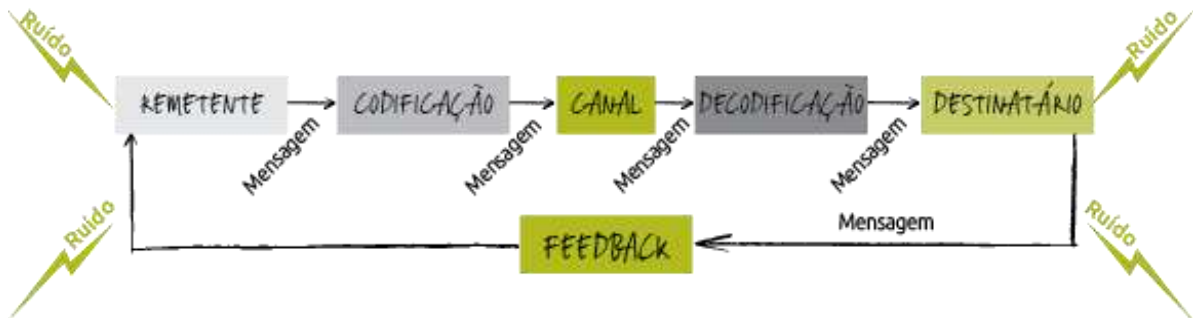 Ruído
Ruído
REMETENTE
CODIFICAÇÃO
CANAL
DECODIFICAÇÃO
DESTINATÁRIO
Mensagem
Mensagem
Mensagem
Mensagem
Ruído
FEEDBACK
Mensagem
Ruído